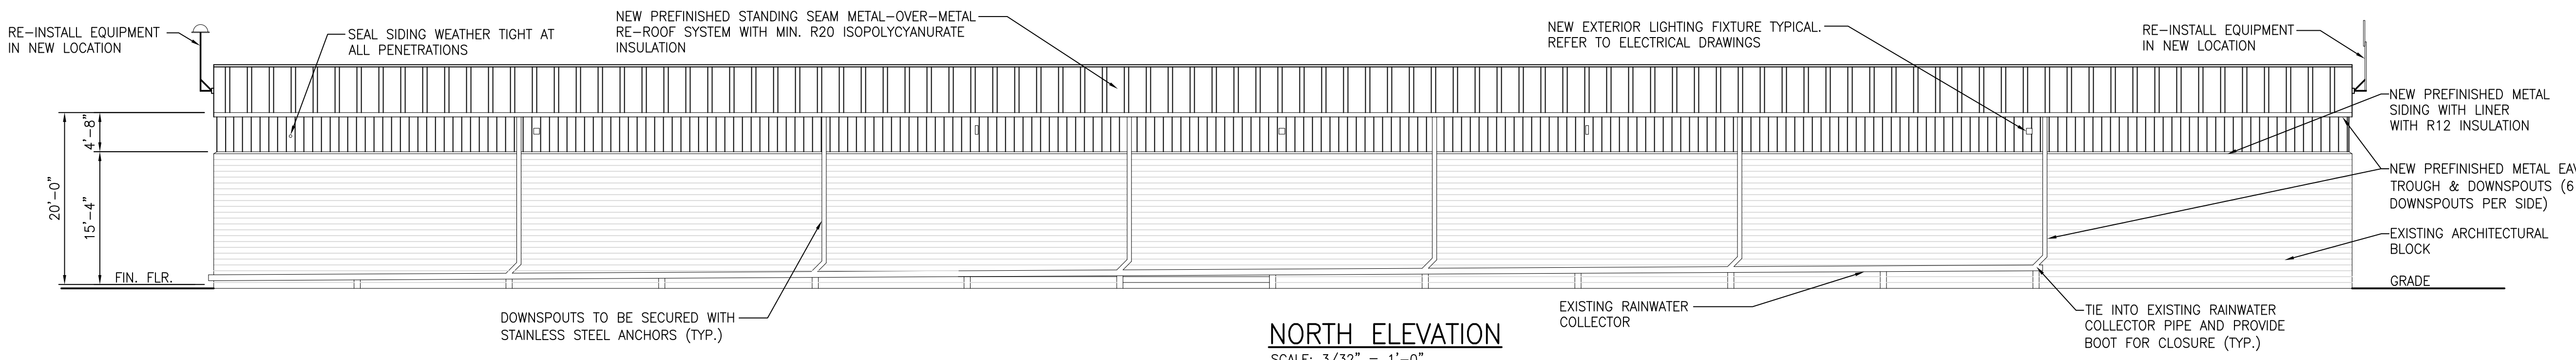 RE-INSTALL EQUIPMENT
IN NEW LOCATION
SEAL SIDING WEATHER TIGHT AT
ALL PENETRATIONS
NEW PREFINISHED STANDING SEAM METAL-OVER-METAL
RE-ROOF SYSTEM WITH MIN. R20 ISOPOLYCYANURATE
INSULATION
NEW EXTERIOR LIGHTING FIXTURE TYPICAL.
REFER TO ELECTRICAL DRAWINGS
RE-INSTALL EQUIPMENT
IN NEW LOCATION
NEW PREFINISHED METAL
SIDING WITH LINER
WITH R12 INSULATION
NEW PREFINISHED METAL
TROUGH & DOWNSPOUTS (6
DOWNSPOUTS PER SIDE)
EXISTING ARCHITECTURAL
BLOCK
GRADE
20'-0"
4'-8"
15'-4"
FIN. FLR.
DOWNSPOUTS TO BE SECURED WITH
STAINLESS STEEL ANCHORS (TYP.)
EXISTING RAINWATER
COLLECTOR
TIE INTO EXISTING RAINWATER
COLLECTOR PIPE AND PROVIDE
BOOT FOR CLOSURE (TYP.)
NORTH ELEVATION
SCALE: 3/32" = 1'-0"